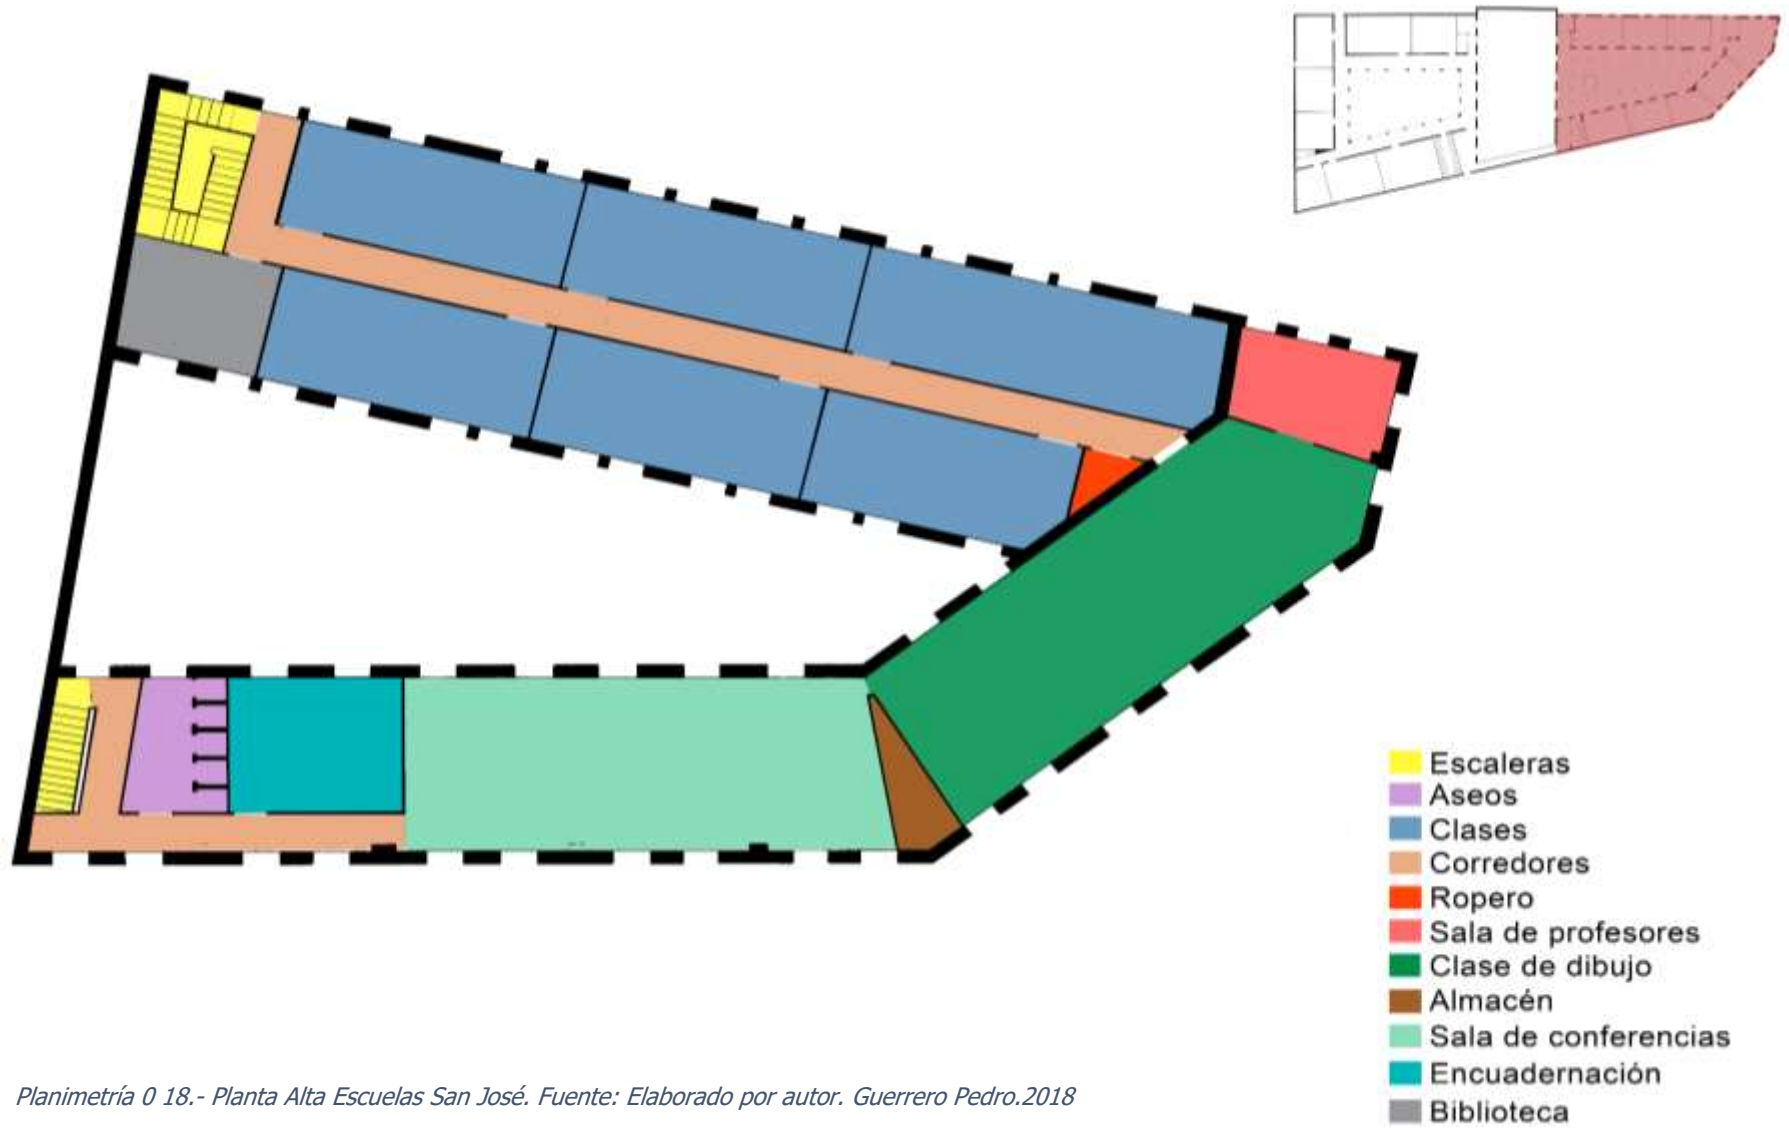 Escaleras
Aseos
Clases
Corredores
Ropero
Sala de profesores
Clase de dibujo
Almacén
Sala de conferencias
Encuadernación
Biblioteca
Planimetría 0 18.- Planta Alta Escuelas San José. Fuente: Elaborado por autor. Guerrero Pedro.2018